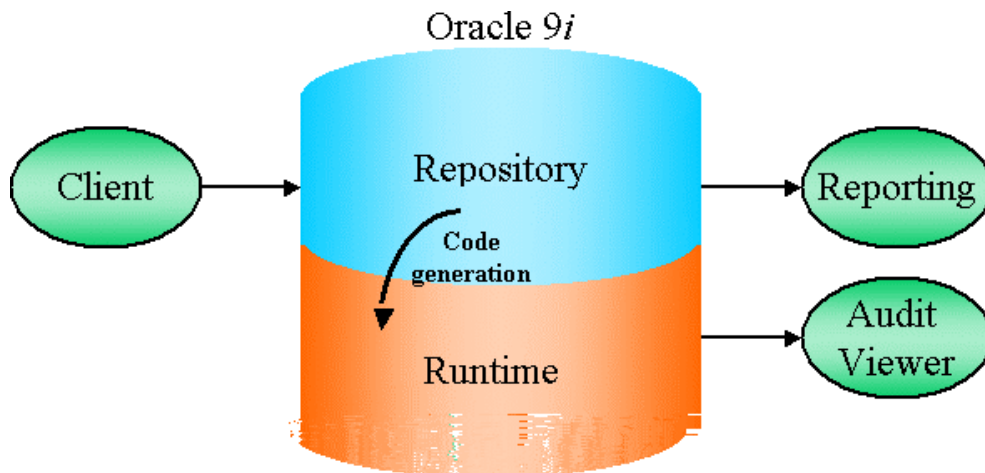 Oracle 9i
Client
Repository
Reporting
Code
generation
Audit
Viewer
Runtime